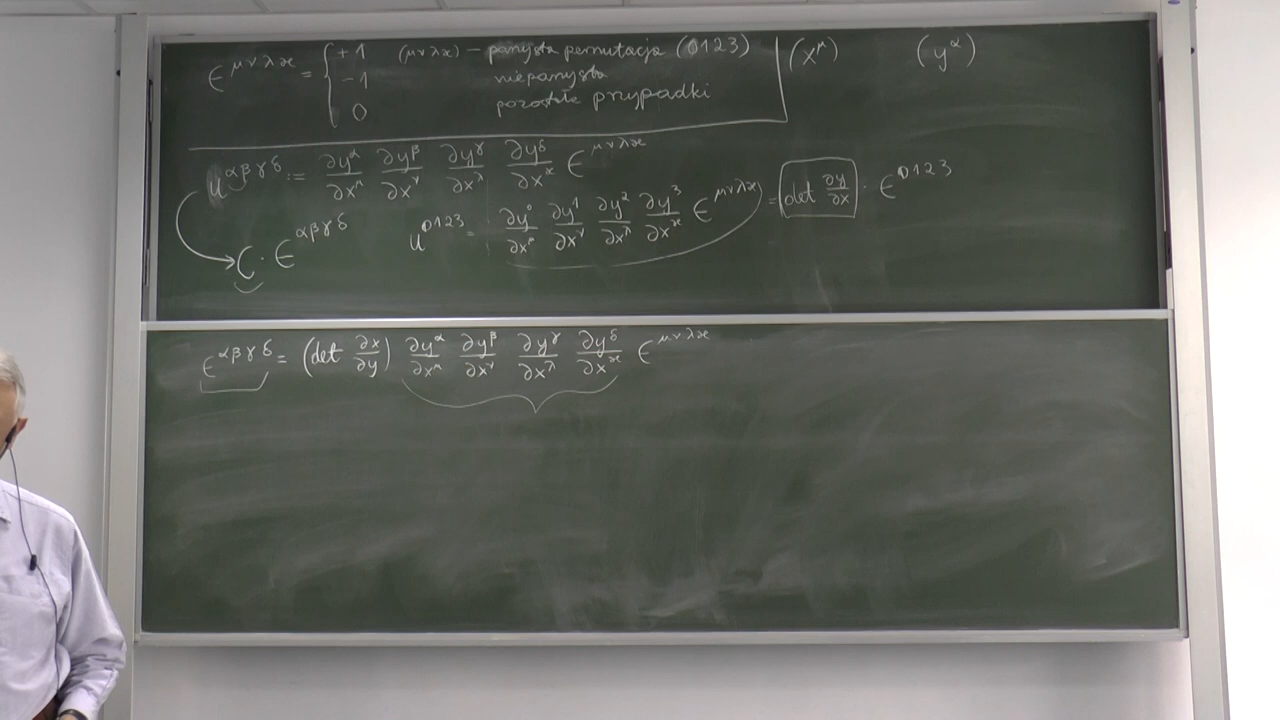 ϵ^{μνλϰ} = { +1 (μνλϰ) – parzysta permutacja (0123)
−1 nieparzysta
0 pozostałe przypadki
(x^μ) (y^α)
u^{αβγδ} := ∂y^α/∂x^μ ∂y^β/∂x^ν ∂y^γ/∂x^λ ∂y^δ/∂x^ϰ ϵ^{μνλϰ}
C · ϵ^{αβγδ} u^{0123} = ∂y^0/∂x^μ ∂y^1/∂x^ν ∂y^2/∂x^λ ∂y^3/∂x^ϰ ϵ^{μνλϰ} = det ∂y/∂x · ϵ^{0123}
ϵ^{αβγδ} = (det ∂x/∂y) ∂y^α/∂x^μ ∂y^β/∂x^ν ∂y^γ/∂x^λ ∂y^δ/∂x^ϰ ϵ^{μνλϰ}